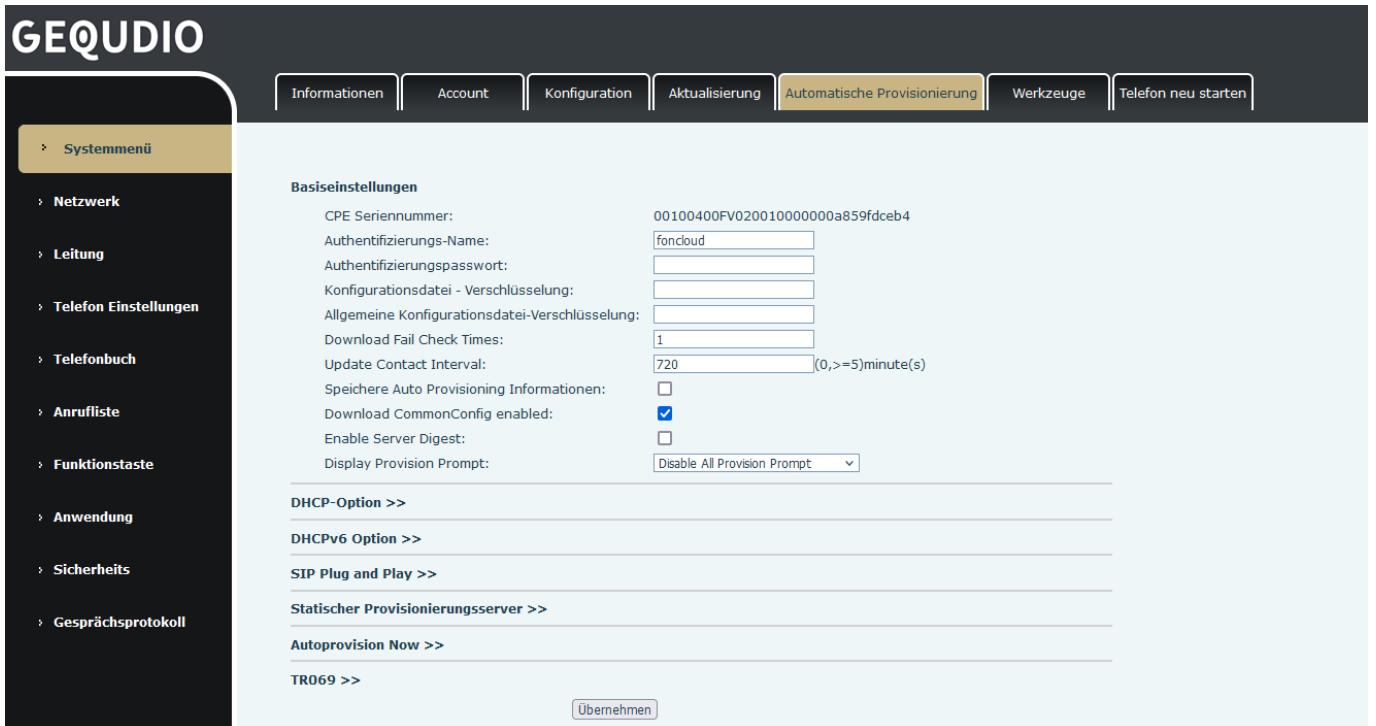 GEQUDIO
Informationen Account Konfiguration Aktualisierung Automatische Provisionierung Werkzeuge Telefon neu starten
› Systemmenü
› Netzwerk
› Leitung
› Telefon Einstellungen
› Telefonbuch
› Anrufliste
› Funktionstaste
› Anwendung
› Sicherheits
› Gesprächsprotokoll
Basiseinstellungen
CPE Seriennummer: 00100400FV020010000000a859fdceb4
Authentifizierungs-Name: foncloud
Authentifizierungspasswort:
Konfigurationsdatei - Verschlüsselung:
Allgemeine Konfigurationsdatei-Verschlüsselung:
Download Fail Check Times: 1
Update Contact Interval: 720 (0,>=5)minute(s)
Speichere Auto Provisioning Informationen:
Download CommonConfig enabled:
Enable Server Digest:
Display Provision Prompt: Disable All Provision Prompt
DHCP-Option >>
DHCPv6 Option >>
SIP Plug and Play >>
Statischer Provisionierungsserver >>
Autoprovision Now >>
TR069 >>
Übernehmen